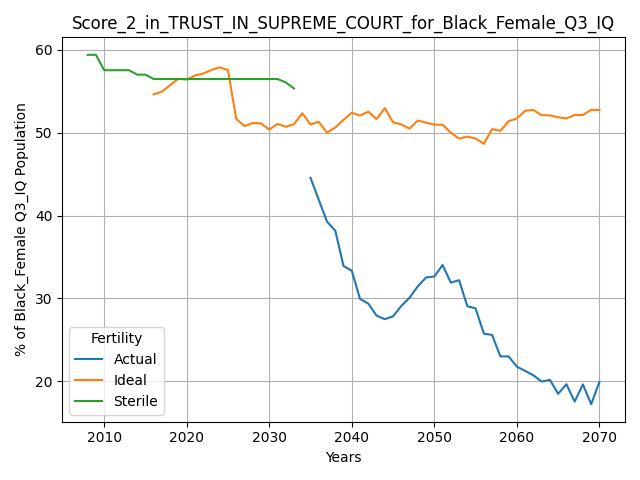 Score_2_in_TRUST_IN_SUPREME_COURT_for_Black_Female_Q3_IQ
% of Black_Female Q3_IQ Population
60
50
40
30
20
Fertility
Actual
Ideal
Sterile
2010 2020 2030 2040 2050 2060 2070
Years